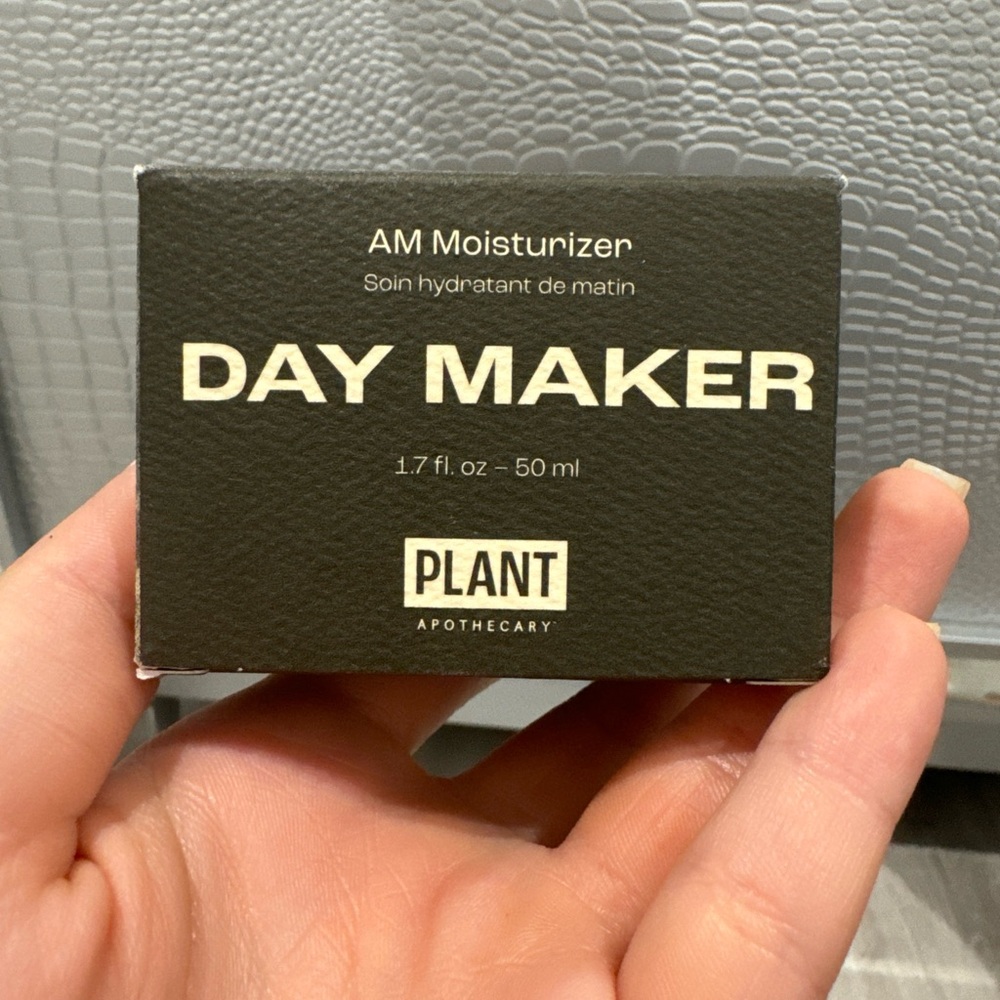 AM Moisturizer
Soin hydratant de matin
DAY MAKER
1.7 fl. oz – 50 ml
PLANT
APOTHECARY